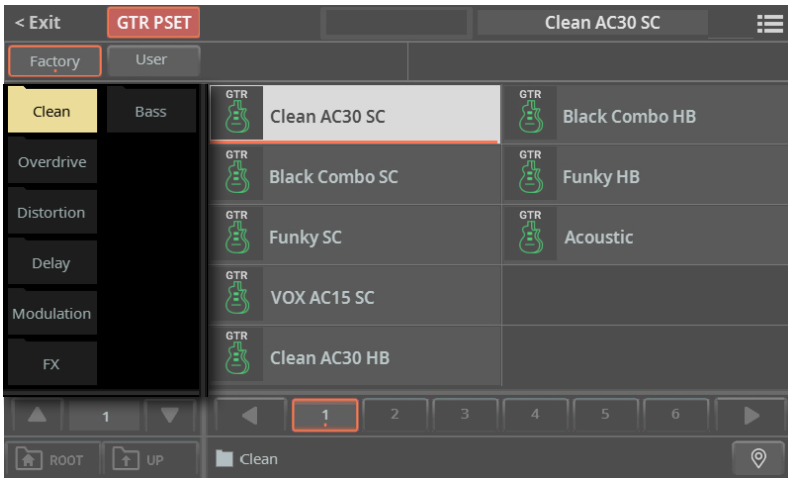 < Exit GTR PSET Clean AC30 SC
Factory User
Clean Bass
Overdrive
Distortion
Delay
Modulation
FX
GTR Clean AC30 SC GTR Black Combo HB
GTR Black Combo SC GTR Funky HB
GTR Funky SC GTR Acoustic
GTR VOX AC15 SC
GTR Clean AC30 HB
1 1 2 3 4 5 6
ROOT UP Clean